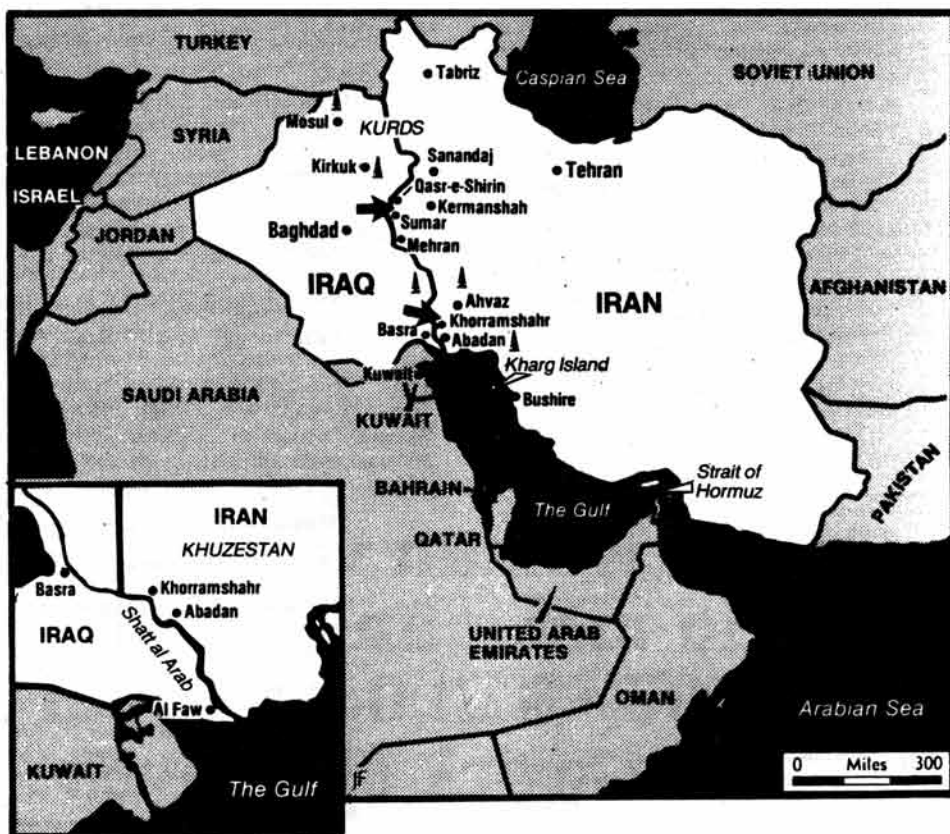 TURKEY
Tabriz
Caspian Sea
SOVIET UNION
Mosul
KURDS
SYRIA
LEBANON
ISRAEL
Kirkuk
Sanandaj
Tehran
Qasr-e-Shirin
Kermanshah
Sumar
JORDAN
Baghdad
Mehran
IRAQ
IRAN
AFGHANISTAN
Ahvaz
Khorramshahr
Basra
Abadan
Kharg Island
SAUDI ARABIA
Kuwait
KUWAIT
Bushire
Strait of
Hormuz
PAKISTAN
BAHRAIN
The Gulf
QATAR
UNITED ARAB
EMIRATES
OMAN
Arabian Sea
0 Miles 300
IRAN
KHUZESTAN
Basra
Khorramshahr
Abadan
IRAQ
Shatt al Arab
Al Faw
KUWAIT
The Gulf